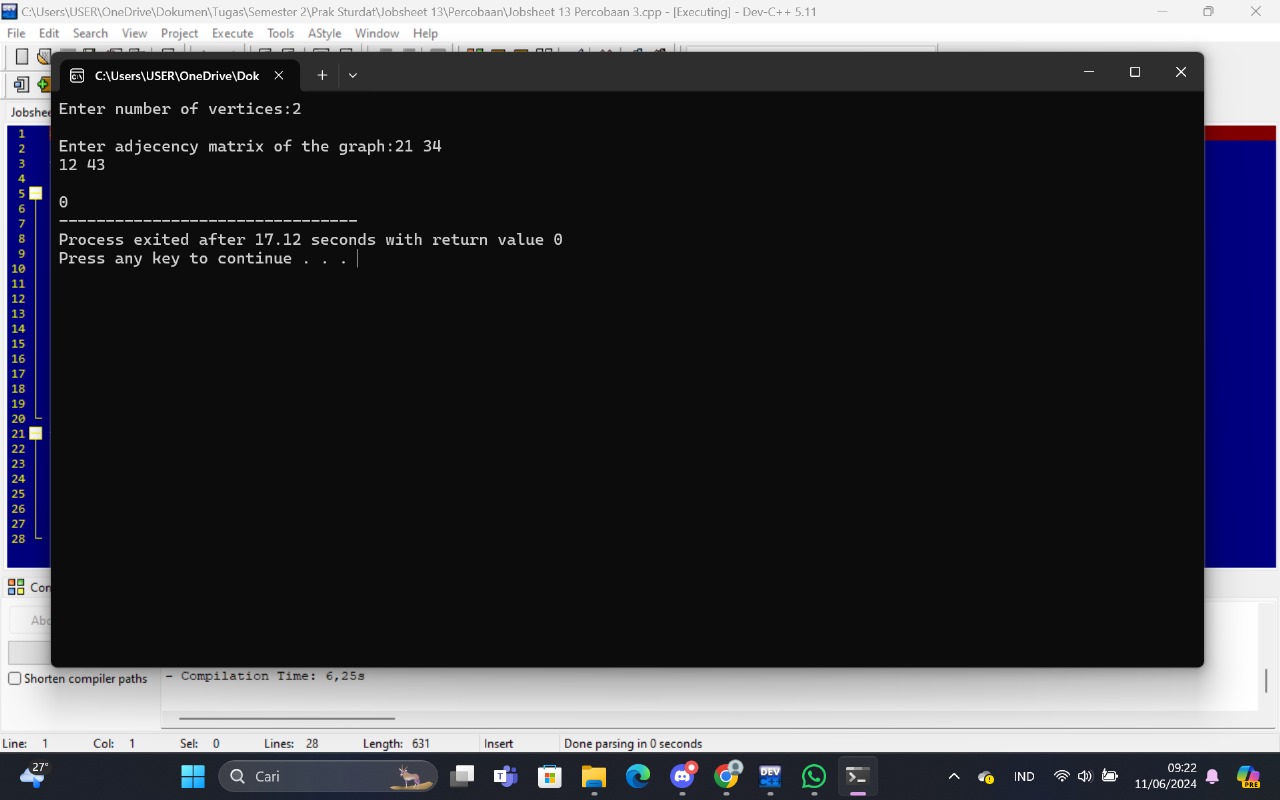 C:\Users\USER\OneDrive\Dokumen\Tugas\Semester 2\Prak Sturdat\Jobsheet 13\Percobaan\Jobsheet 13 Percobaan 3.cpp - [Executing] - Dev-C++ 5.11
File Edit Search View Project Execute Tools AStyle Window Help
C:\Users\USER\OneDrive\Dok
Jobshee
Enter number of vertices:2
Enter adjecency matrix of the graph:21 34
12 43
0
--------------------------------
Process exited after 17.12 seconds with return value 0
Press any key to continue . . .
1
2
3
4
5
6
7
8
9
10
11
12
13
14
15
16
17
18
19
20
21
22
23
24
25
26
27
28
Con
Abo
Shorten compiler paths
- Compilation Time: 6,25s
Line: 1 Col: 1 Sel: 0 Lines: 28 Length: 631 Insert Done parsing in 0 seconds
27°
Cari
DEV
IND
09:22
11/06/2024
PRE